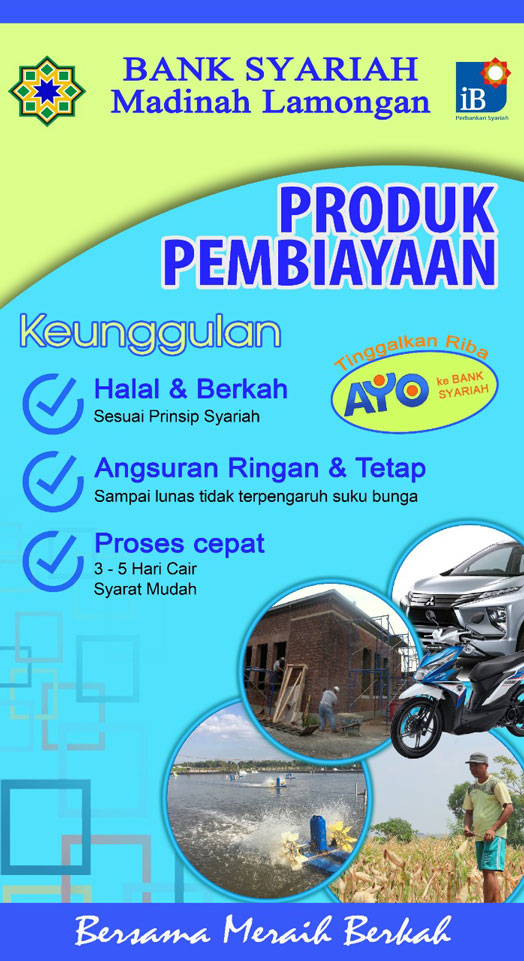 BANK SYARIAH
Madinah Lamongan
iB
Perbankan Syariah
PRODUK
PEMBIAYAAN
Keunggulan
Tinggalkan Riba
AYO ke BANK
SYARIAH
Halal & Berkah
Sesuai Prinsip Syariah
Angsuran Ringan & Tetap
Sampai lunas tidak terpengaruh suku bunga
Proses cepat
3 - 5 Hari Cair
Syarat Mudah
Bersama Meraih Berkah